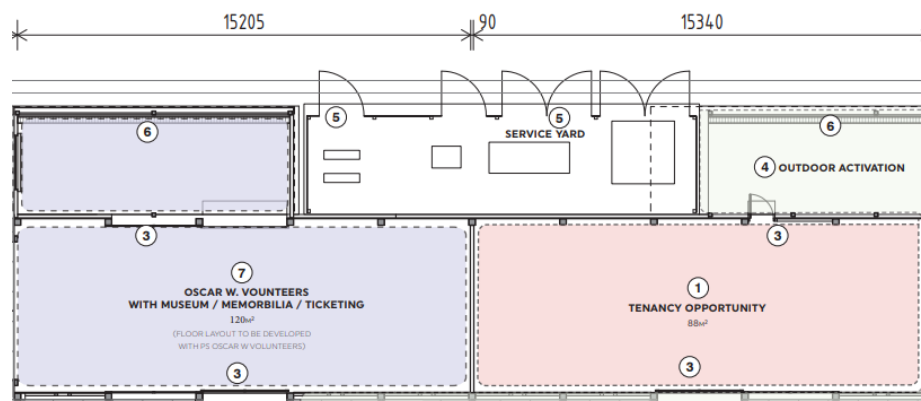 15205
90
15340
5
5
6
SERVICE YARD
6
4 OUTDOOR ACTIVATION
3
3
7
OSCAR W. VOUNTEERS
WITH MUSEUM / MEMORBILIA / TICKETING
120M²
(FLOOR LAYOUT TO BE DEVELOPED
WITH PS OSCAR W VOLUNTEERS)
1
TENANCY OPPORTUNITY
88M²
3
3